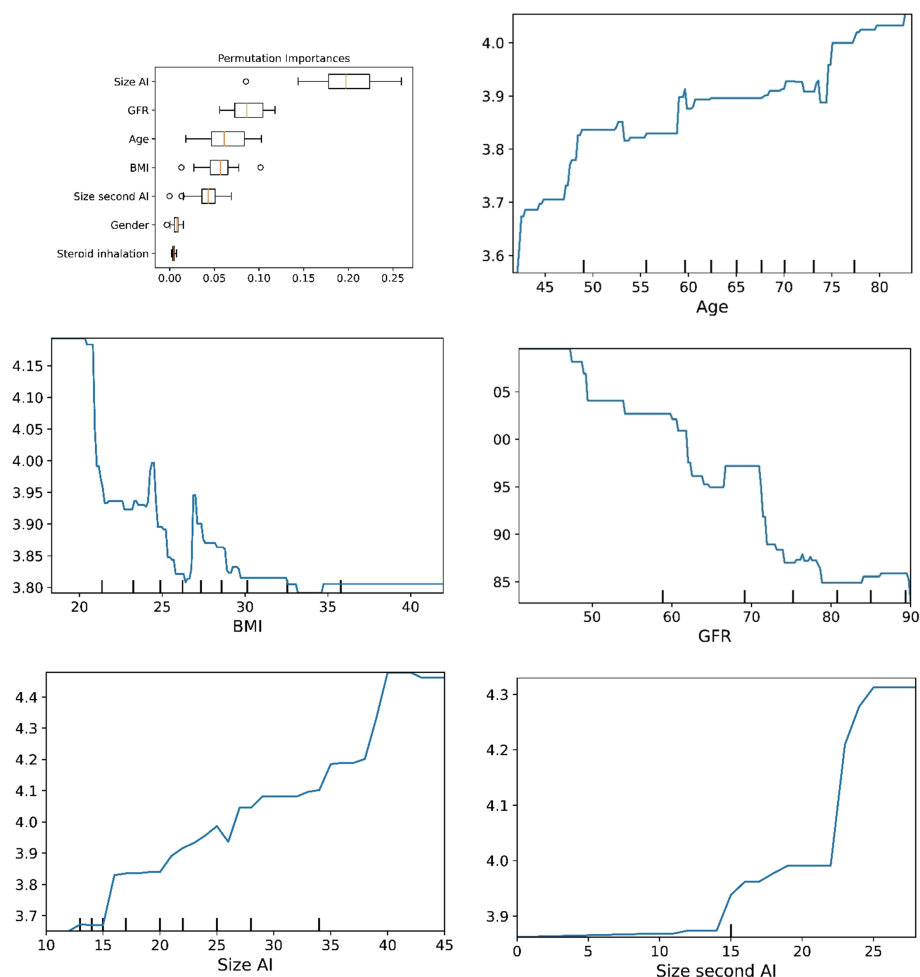 Permutation Importances
Size AI
GFR
Age
BMI
Size second AI
Gender
Steroid inhalation
0.00 0.05 0.10 0.15 0.20 0.25
4.0
3.9
3.8
3.7
3.6
45 50 55 60 65 70 75 80
Age
4.15
4.10
4.05
4.00
3.95
3.90
3.85
3.80
20 25 30 35 40
BMI
05
00
95
90
85
50 60 70 80 90
GFR
4.4
4.3
4.2
4.1
4.0
3.9
3.8
3.7
10 15 20 25 30 35 40 45
Size AI
4.3
4.2
4.1
4.0
3.9
0 5 10 15 20 25
Size second AI